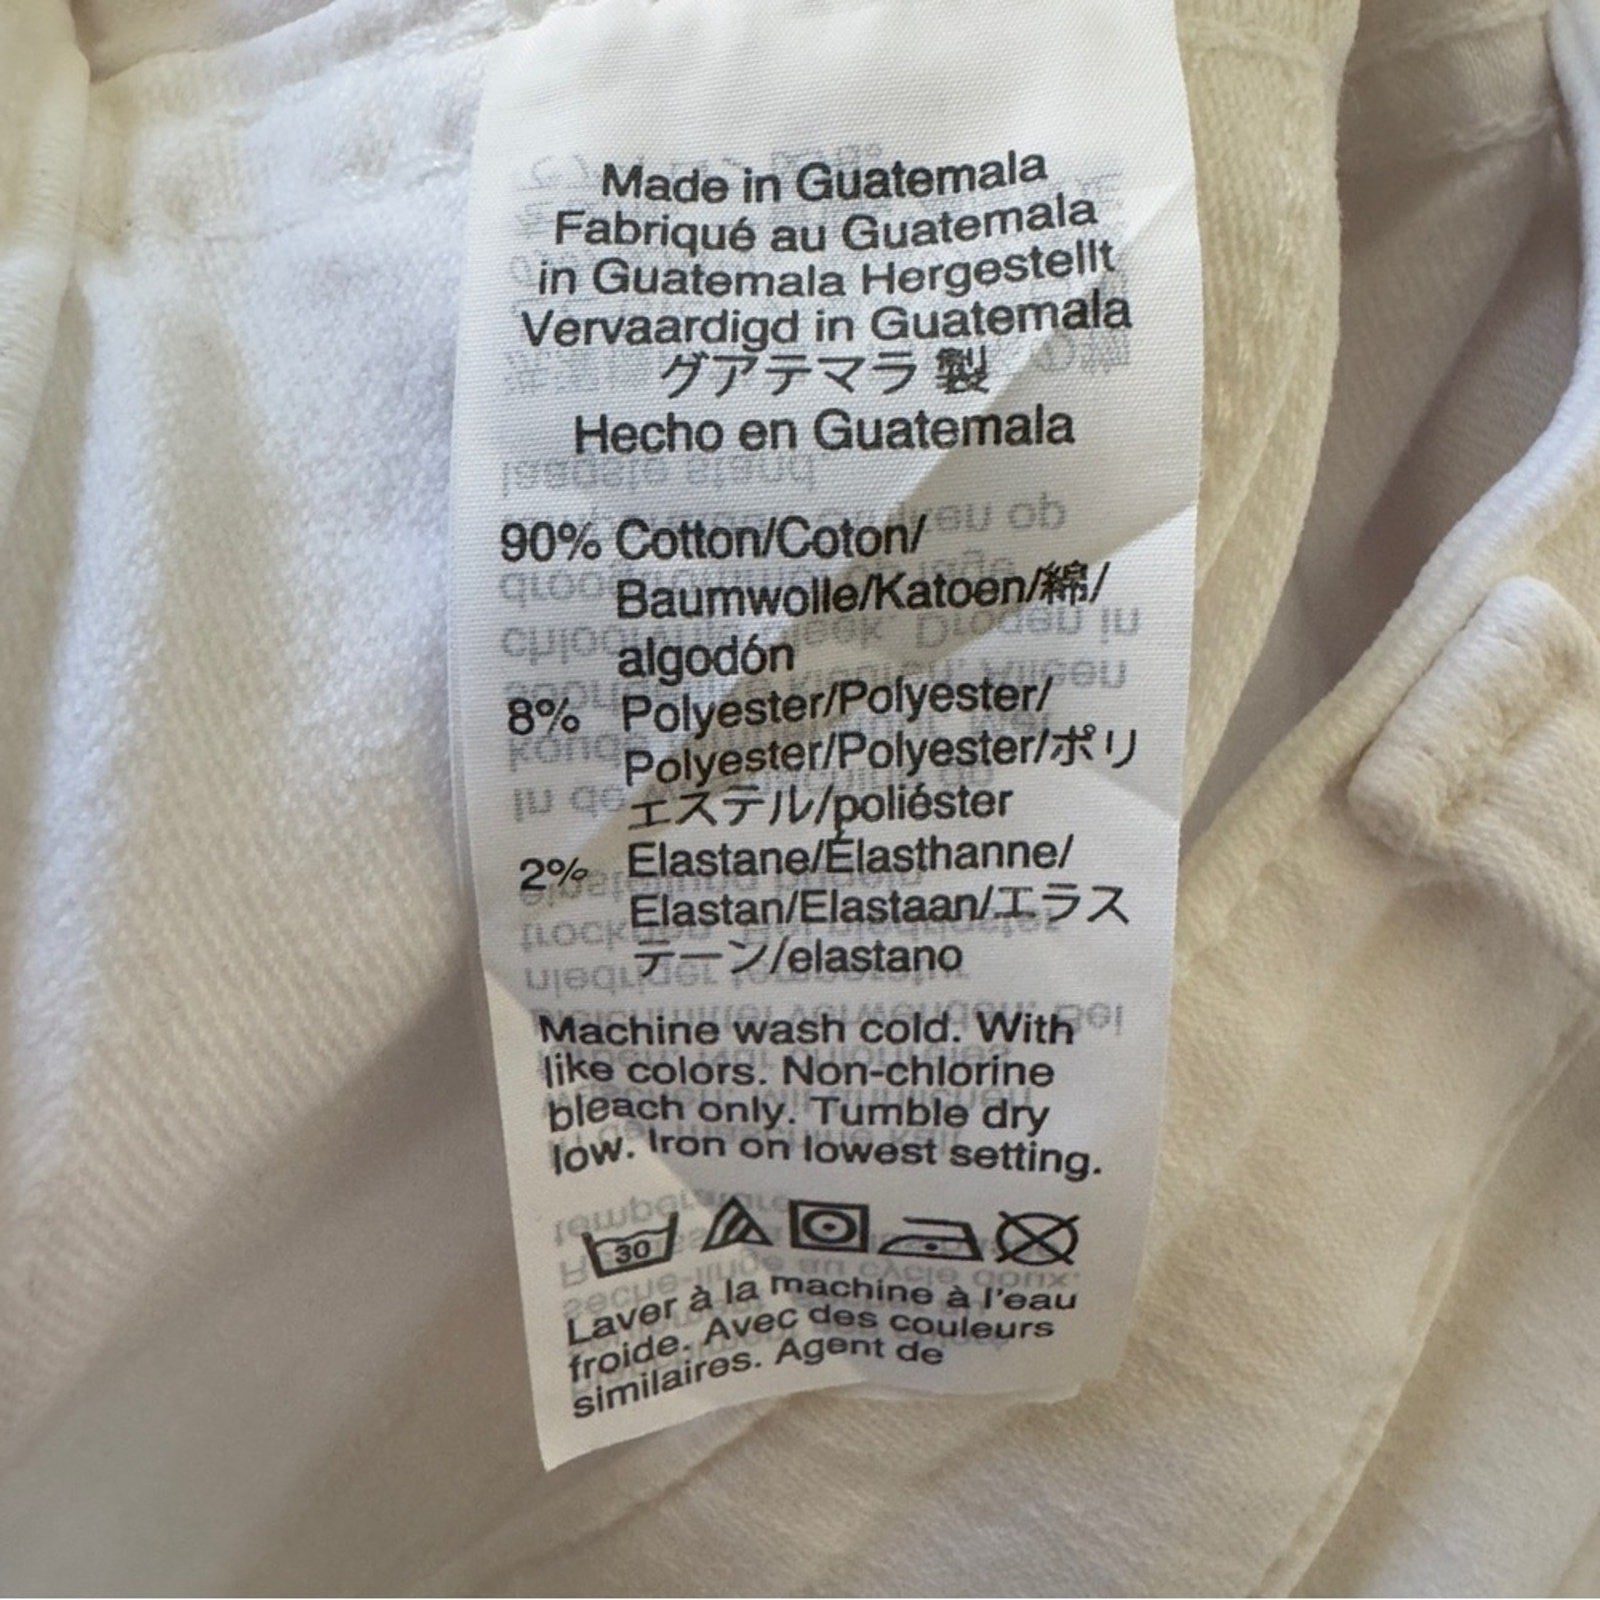 Made in Guatemala
Fabriqué au Guatemala
in Guatemala Hergestellt
Vervaardigd in Guatemala
グアテマラ 製
Hecho en Guatemala
90% Cotton/Coton/
Baumwolle/Katoen/綿/
algodón
8% Polyester/Polyester/
Polyester/Polyester/ポリ
エステル/poliéster
2% Elastane/Élasthanne/
Elastan/Elastaan/エラス
テーン/elastano
Machine wash cold. With
like colors. Non-chlorine
bleach only. Tumble dry
low. Iron on lowest setting.
30
Laver à la machine à l'eau
froide. Avec des couleurs
similaires. Agent de